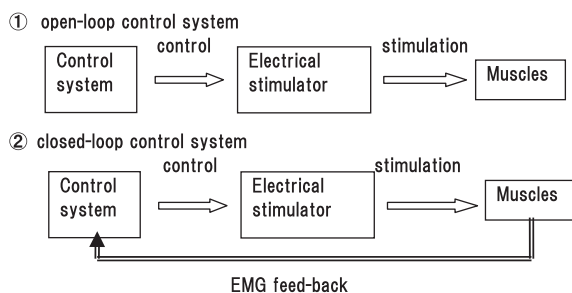 ① open-loop control system
control
stimulation
Control
system
Electrical
stimulator
Muscles
② closed-loop control system
control
stimulation
Control
system
Electrical
stimulator
Muscles
EMG feed-back